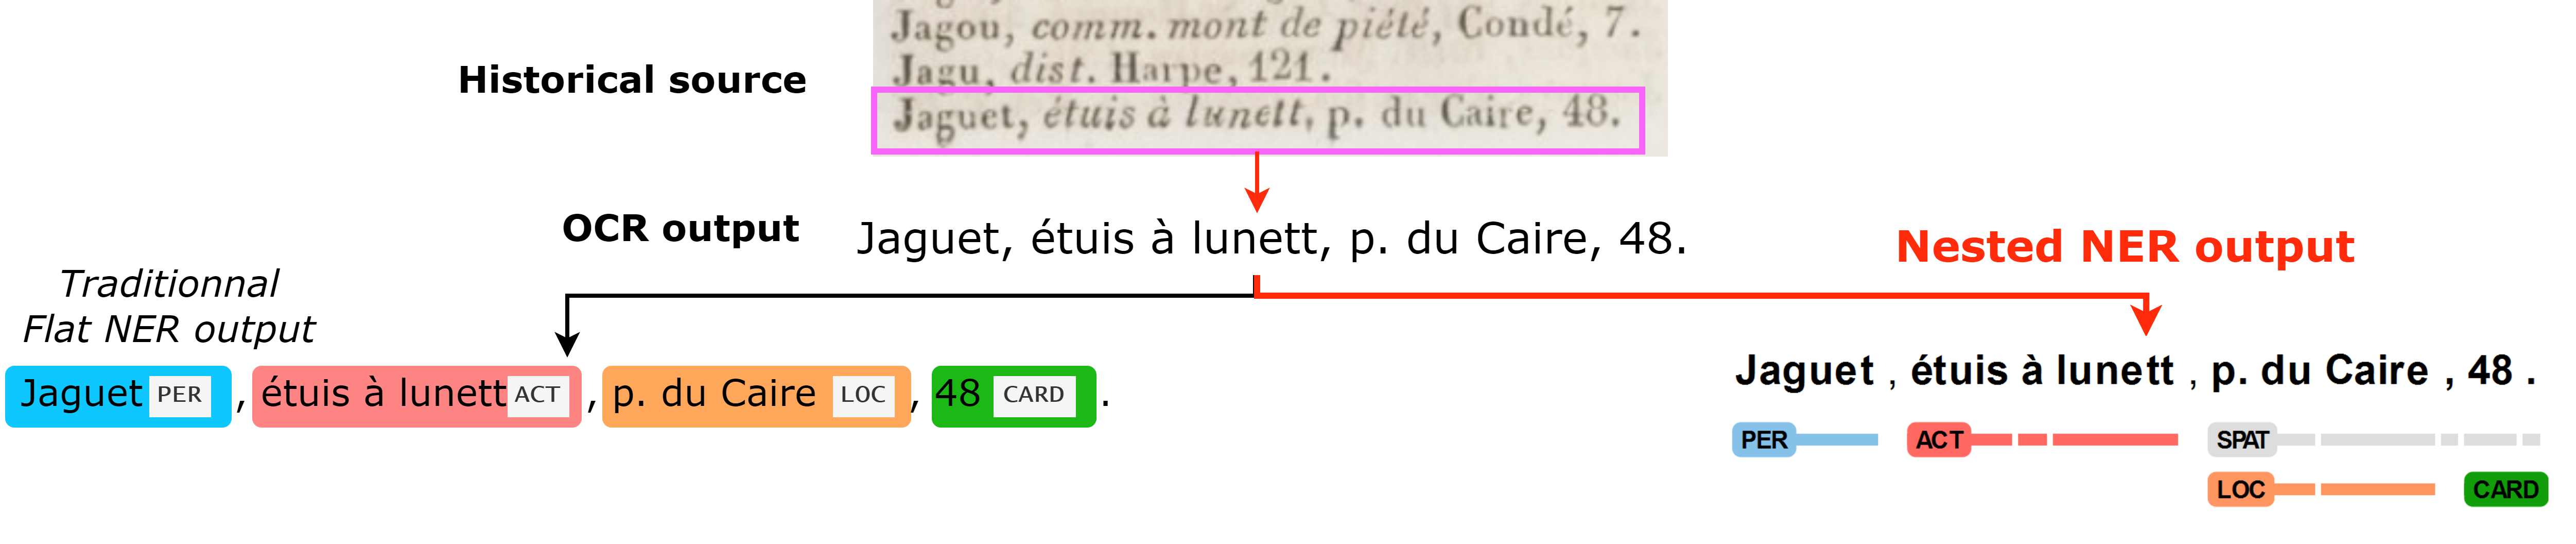 Jagou, comm. mont de piété, Condé, 7.
Historical source
Jagu, dist. Harpe, 121.
Jaguet, étuis à lunett, p. du Caire, 48.
OCR output
Jaguet, étuis à lunett, p. du Caire, 48.
Nested NER output
Traditionnal
Flat NER output
Jaguet PER , étuis à lunett ACT , p. du Caire LOC , 48 CARD .
Jaguet , étuis à lunett , p. du Caire , 48 .
PER ACT SPAT
LOC CARD